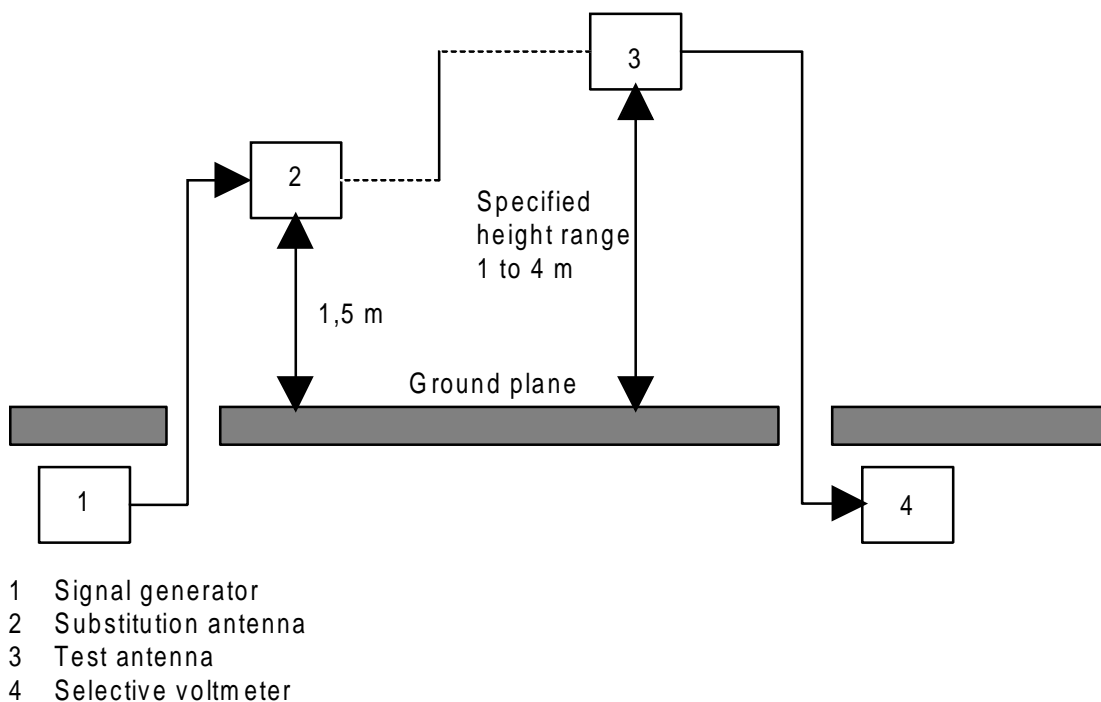 3
2
Specified
height range
1 to 4 m
1,5 m
Ground plane
1
4
1 Signal generator
2 Substitution antenna
3 Test antenna
4 Selective voltmeter